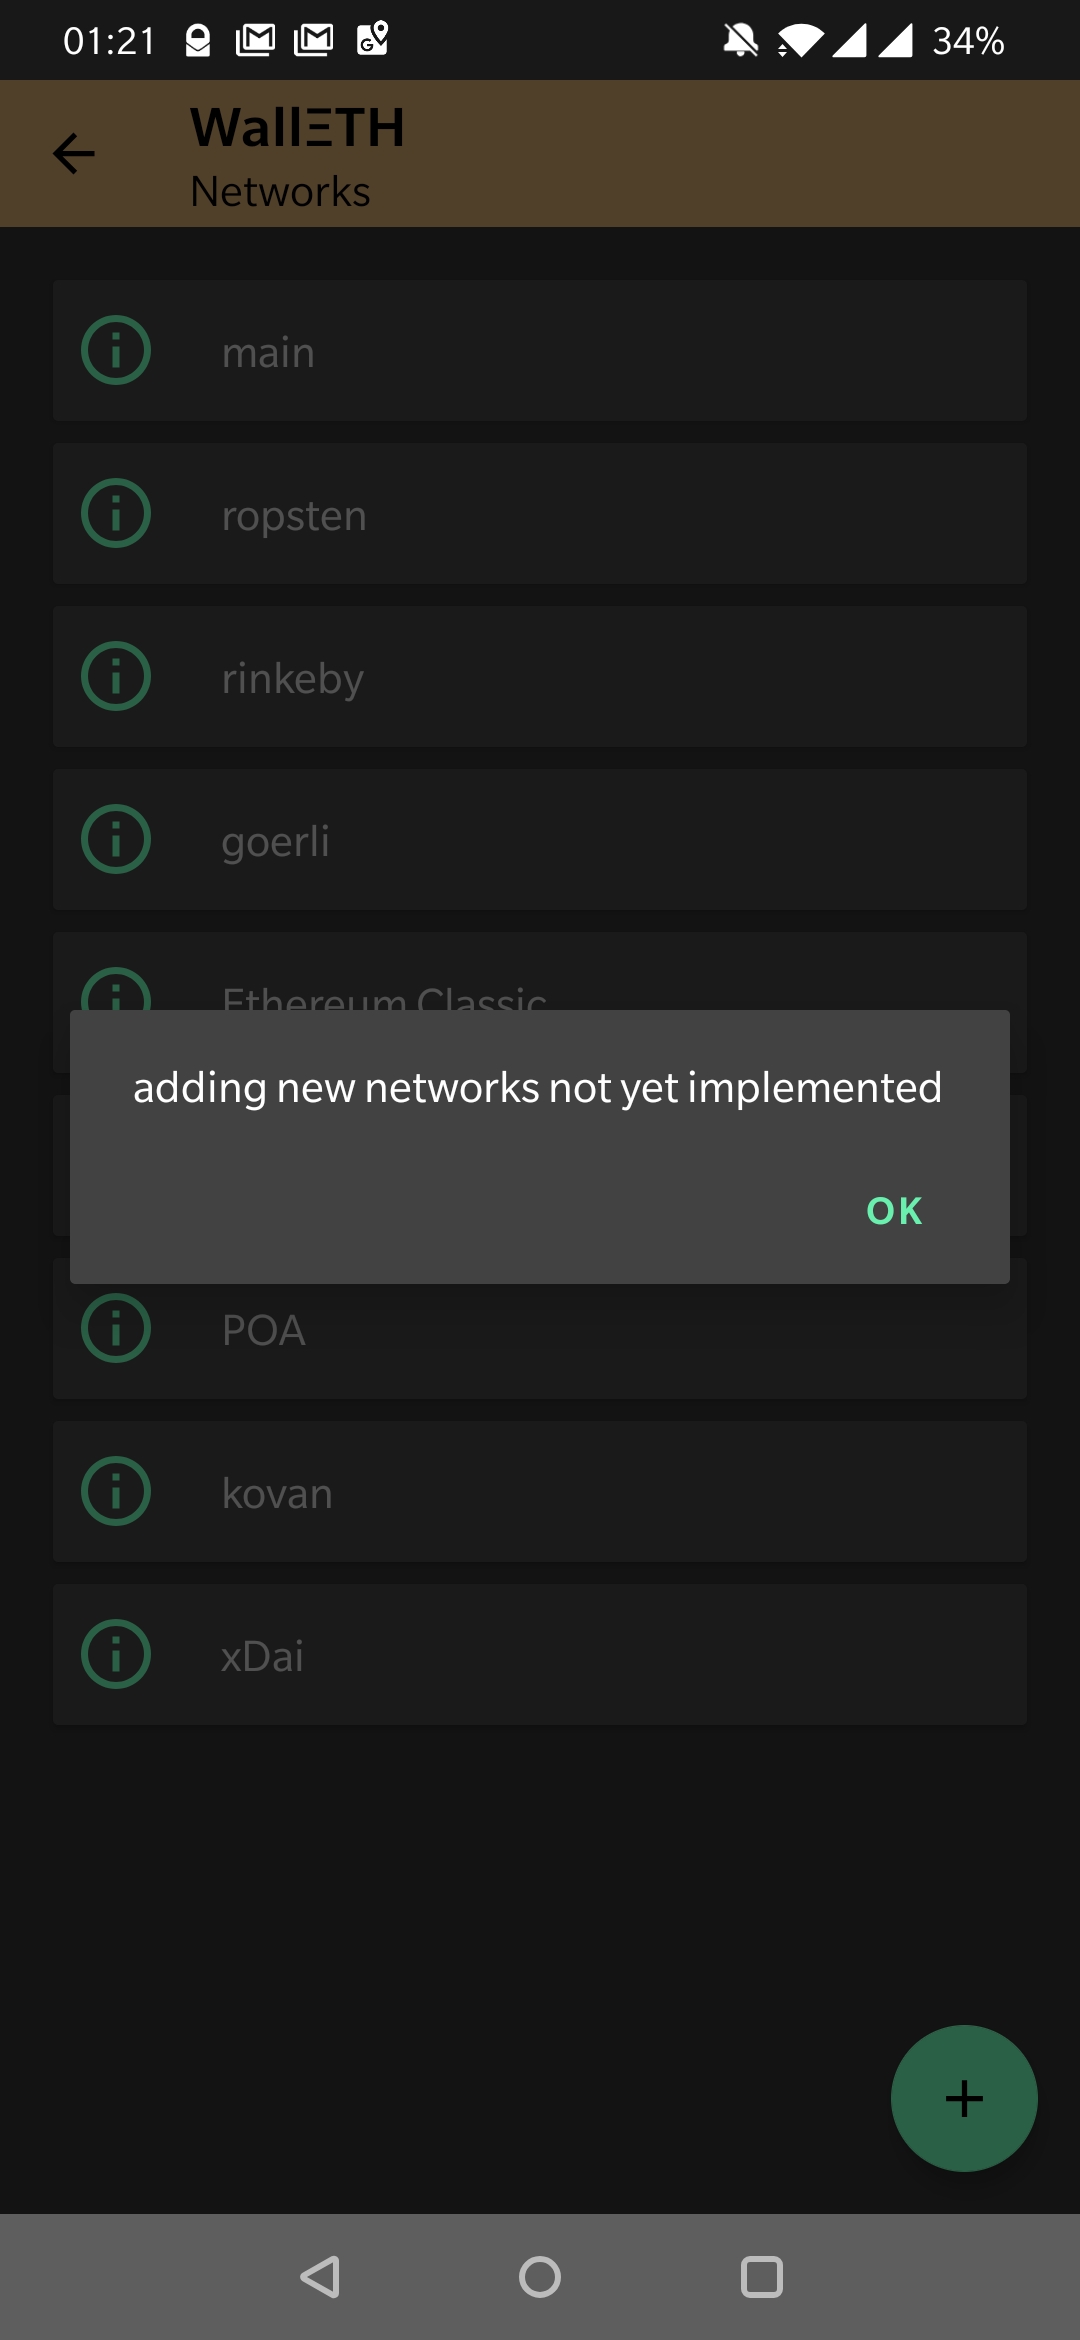 01:21 34%
WallΞTH
Networks
main
ropsten
rinkeby
goerli
Ethereum Classic
adding new networks not yet implemented
OK
POA
kovan
xDai